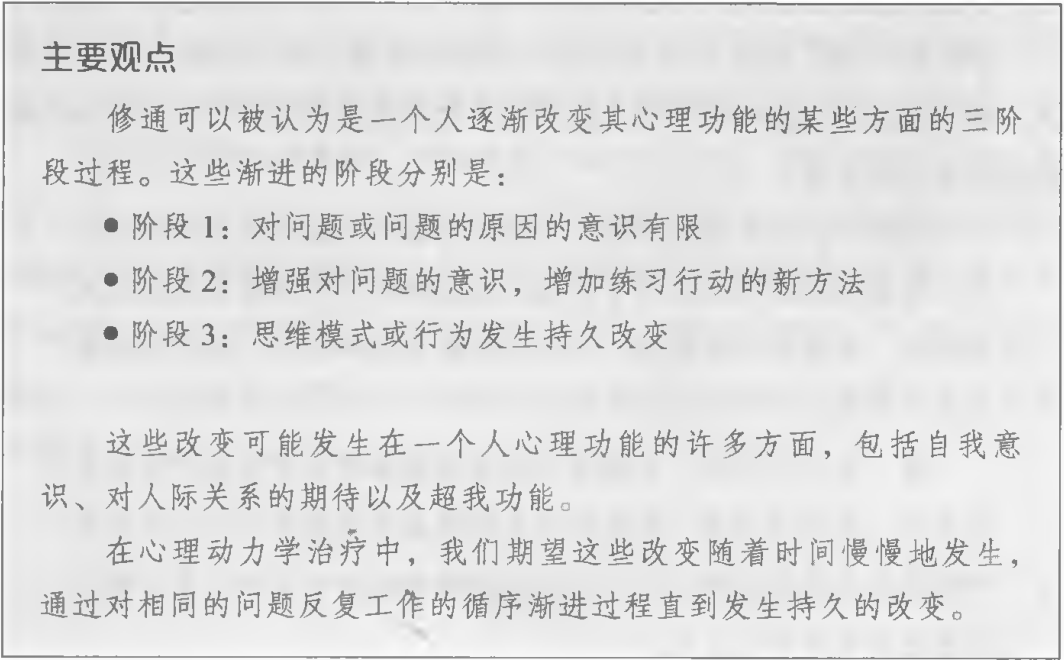 主要观点
修通可以被认为是一个人逐渐改变其心理功能的某些方面的三阶
段过程。这些渐进的阶段分别是：
● 阶段 1：对问题或问题的原因的意识有限
● 阶段 2：增强对问题的意识，增加练习行动的新方法
● 阶段 3：思维模式或行为发生持久改变
这些改变可能发生在一个人心理功能的许多方面，包括自我意
识、对人际关系的期待以及超我功能。
在心理动力学治疗中，我们期望这些改变随着时间慢慢地发生，
通过对相同的问题反复工作的循序渐进过程直到发生持久的改变。